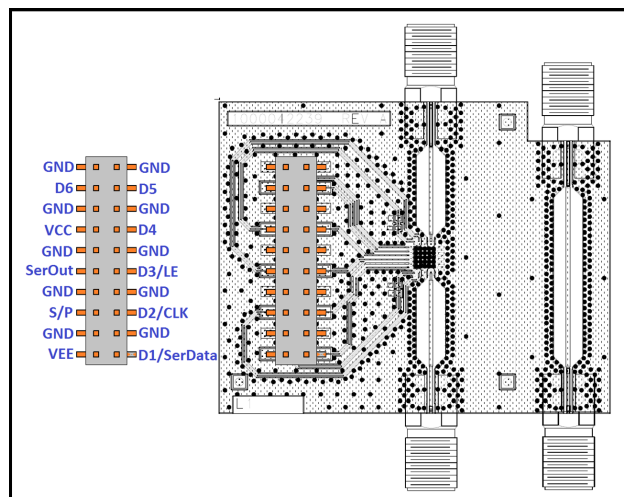 1000042239 REV A
GND GND
D6 D5
GND GND
VCC D4
GND GND
SerOut D3/LE
GND GND
S/P D2/CLK
GND GND
VEE D1/SerData